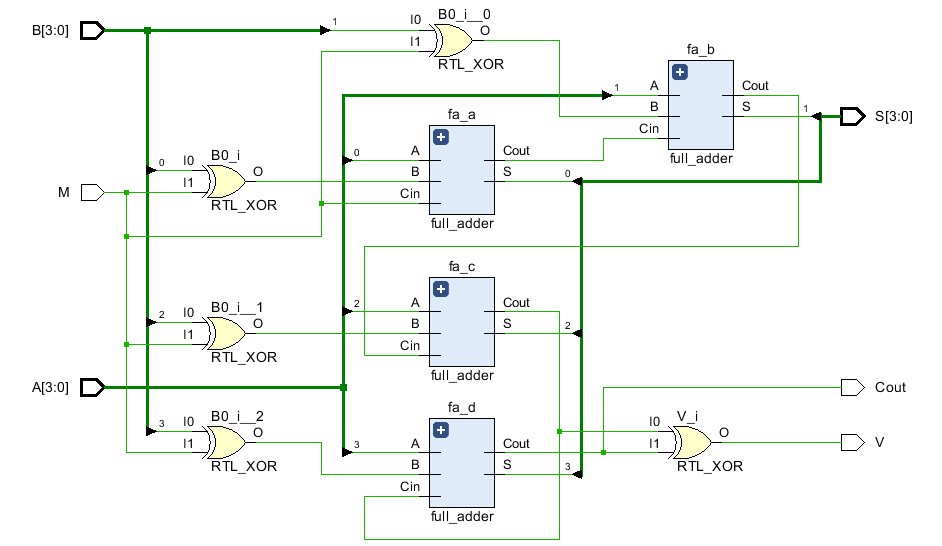 B0_i__0
B[3:0]
1
I0
O
I1
RTL_XOR
fa_b
1
A
Cout
B
S
1
S[3:0]
Cin
full_adder
fa_a
0
A
Cout
B
S
0
Cin
full_adder
B0_i
0
I0
O
I1
RTL_XOR
M
fa_c
2
A
Cout
B
S
2
Cin
full_adder
B0_i__1
2
I0
O
I1
RTL_XOR
A[3:0]
Cout
fa_d
3
A
Cout
B
S
3
Cin
full_adder
B0_i__2
3
I0
O
I1
RTL_XOR
V_i
I0
O
I1
RTL_XOR
V